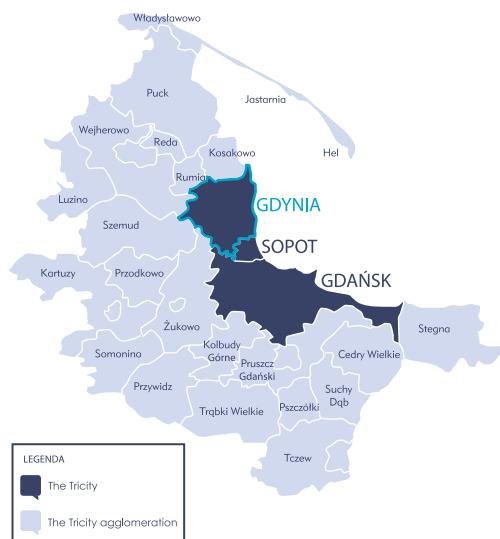 Władysławowo
Puck
Jastarnia
Wejherowo
Reda
Kosakowo
Hel
Rumia
Luzino
GDYNIA
Szemud
SOPOT
Kartuzy
Przodkowo
GDAŃSK
Żukowo
Stegna
Kolbudy
Górne
Somonino
Pruszcz
Gdański
Cedry Wielkie
Przywidz
Suchy
Dąb
Trąbki Wielkie
Pszczółki
Tczew
LEGENDA
The Tricity
The Tricity agglomeration